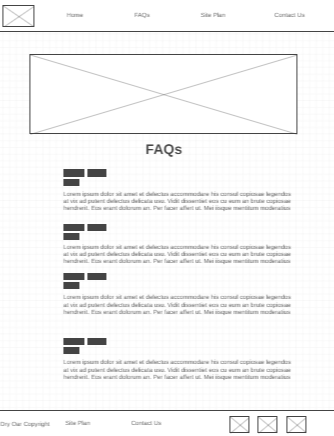 Home FAQs Site Plan Contact Us
FAQs
Lorem ipsum dolor sit amet et delectus accommodare his consul copiosae legendos
at vix ad putent delectus delicata usu. Vidit dissentiet eos cu eum an brute copiosae
hendrerit. Eos erant dolorum an. Per facer affert ut. Mei iisque mentitum moderatius
Lorem ipsum dolor sit amet et delectus accommodare his consul copiosae legendos
at vix ad putent delectus delicata usu. Vidit dissentiet eos cu eum an brute copiosae
hendrerit. Eos erant dolorum an. Per facer affert ut. Mei iisque mentitum moderatius
Lorem ipsum dolor sit amet et delectus accommodare his consul copiosae legendos
at vix ad putent delectus delicata usu. Vidit dissentiet eos cu eum an brute copiosae
hendrerit. Eos erant dolorum an. Per facer affert ut. Mei iisque mentitum moderatius
Lorem ipsum dolor sit amet et delectus accommodare his consul copiosae legendos
at vix ad putent delectus delicata usu. Vidit dissentiet eos cu eum an brute copiosae
hendrerit. Eos erant dolorum an. Per facer affert ut. Mei iisque mentitum moderatius
Dry Oar Copyright Site Plan Contact Us